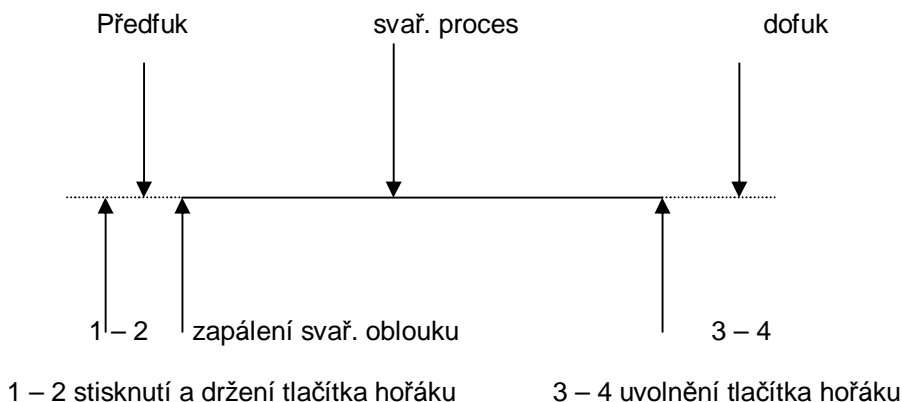 Předfuk svař. proces dofuk
1 – 2 zapálení svař. oblouku 3 – 4
1 – 2 stisknutí a držení tlačítka hořáku 3 – 4 uvolnění tlačítka hořáku